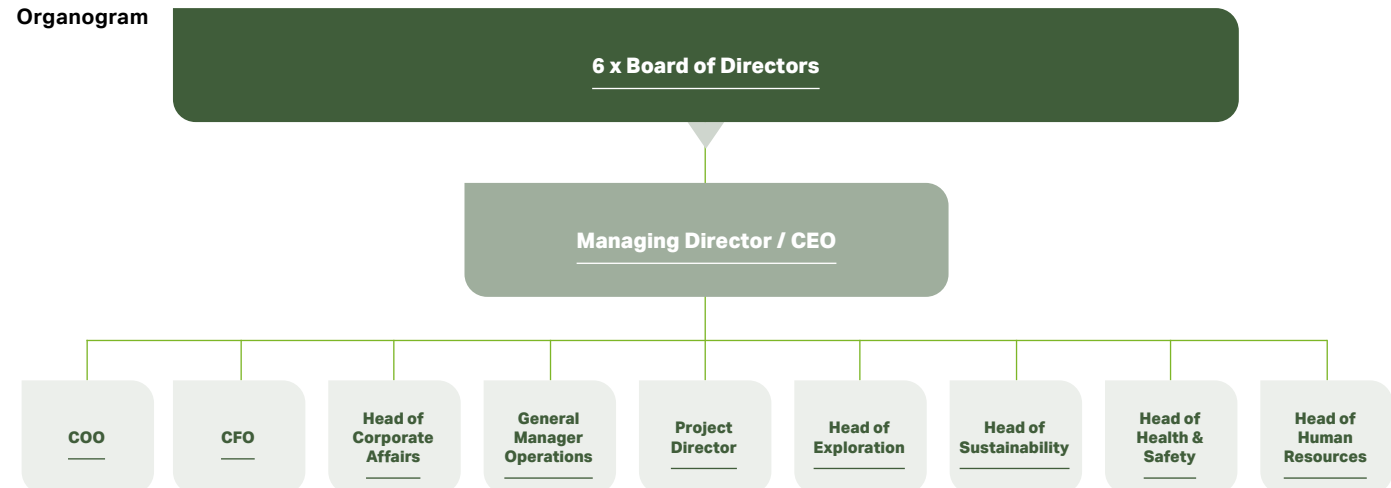 Organogram
6 x Board of Directors
Managing Director / CEO
COO
CFO
Head of
Corporate
Affairs
General
Manager
Operations
Project
Director
Head of
Exploration
Head of
Sustainability
Head of
Health &
Safety
Head of
Human
Resources